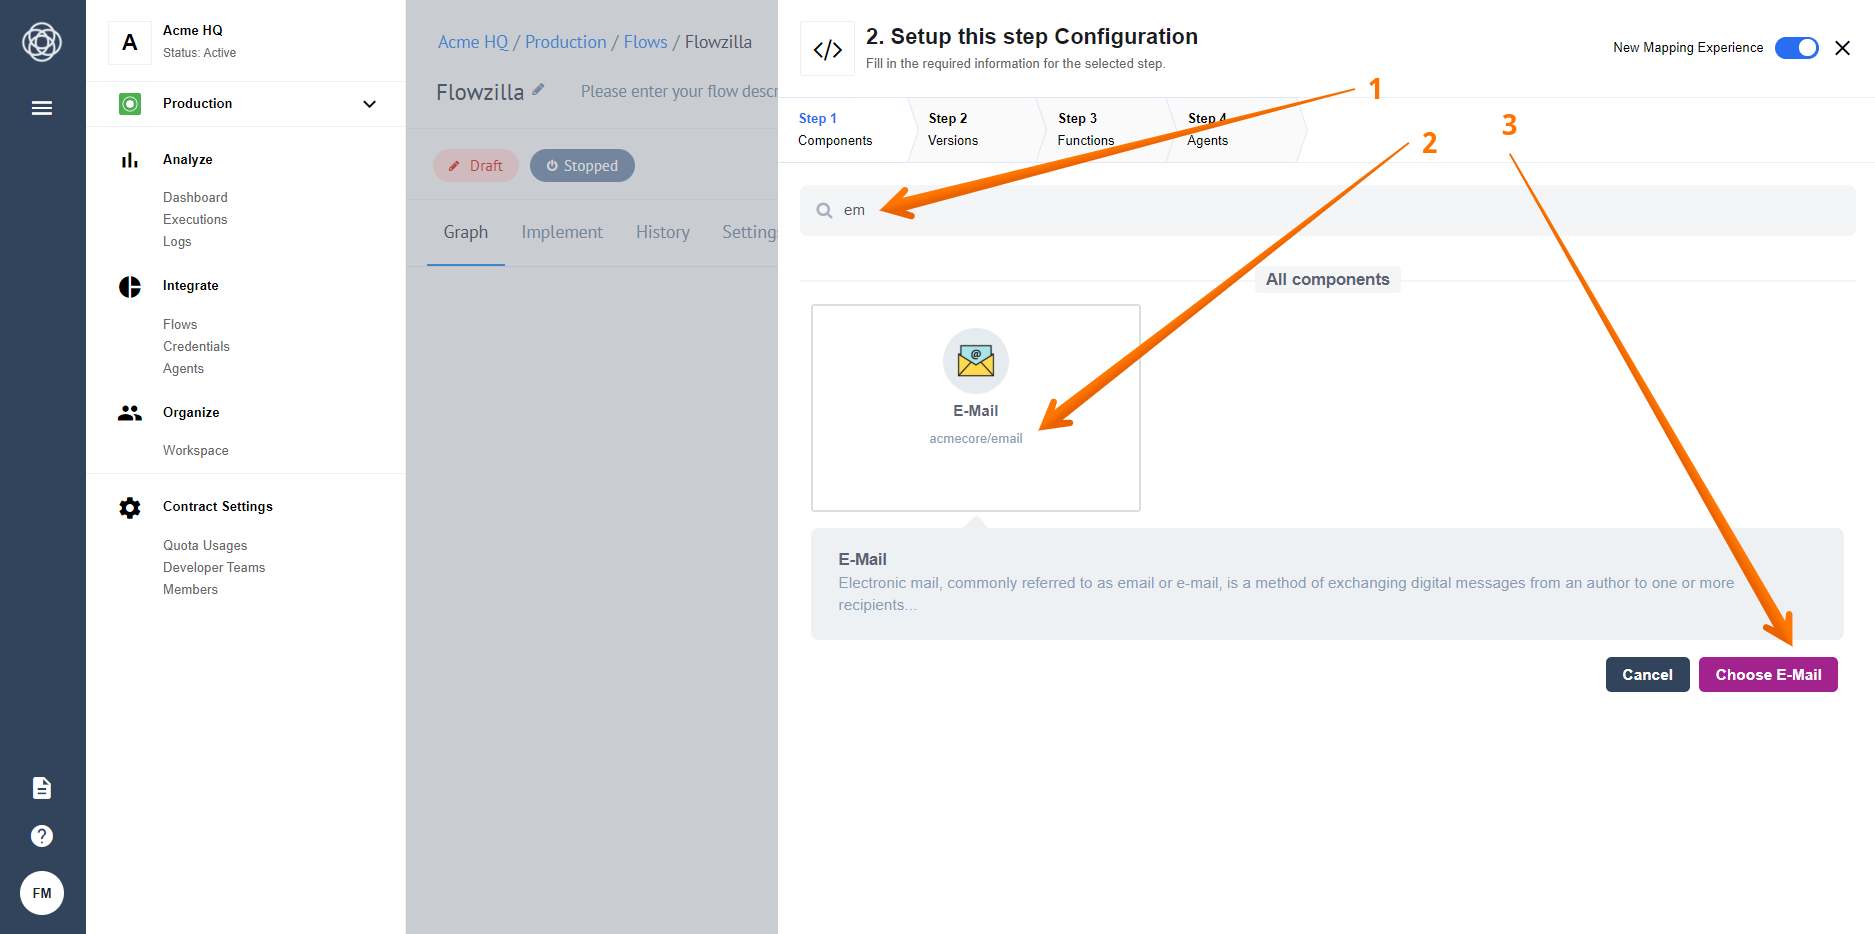 A
Acme HQ
Status: Active
Production
Analyze
Dashboard
Executions
Logs
Integrate
Flows
Credentials
Agents
Organize
Workspace
Contract Settings
Quota Usages
Developer Teams
Members
FM
Acme HQ / Production / Flows / Flowzilla
Flowzilla
Please enter your flow descr
Draft
Stopped
Graph
Implement
History
Settings
</>
2. Setup this step Configuration
Fill in the required information for the selected step.
New Mapping Experience
1
2
3
Step 1
Components
Step 2
Versions
Step 3
Functions
Step 4
Agents
em
All components
@
E-Mail
acmecore/email
E-Mail
Electronic mail, commonly referred to as email or e-mail, is a method of exchanging digital messages from an author to one or more
recipients...
Cancel
Choose E-Mail